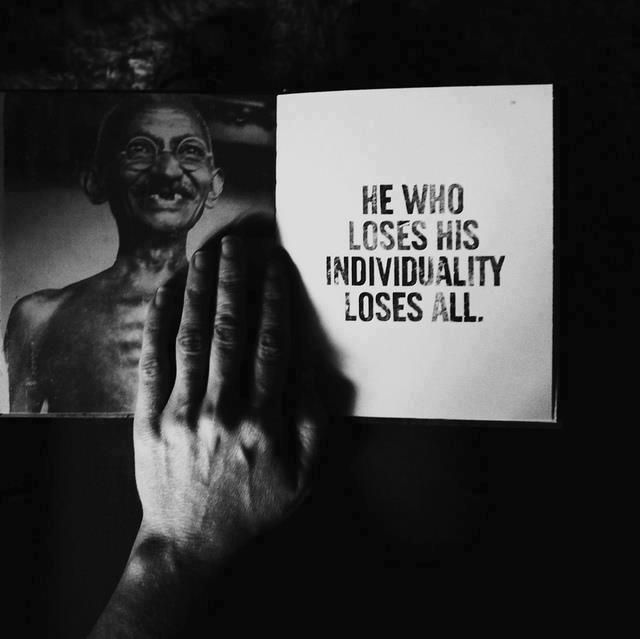 HE WHO
LOSES HIS
INDIVIDUALITY
LOSES ALL.